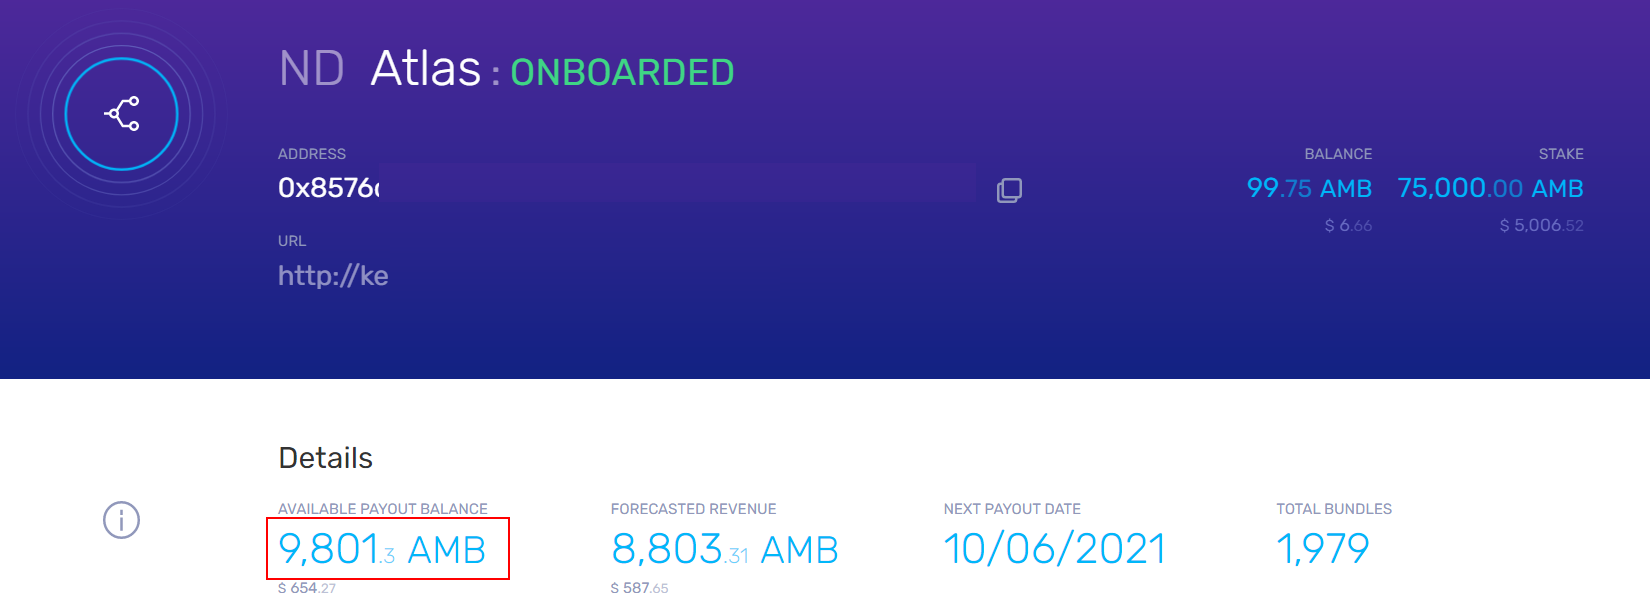 ND Atlas : ONBOARDED
ADDRESS
0x8576
BALANCE
99.75 AMB
$ 6.66
STAKE
75,000.00 AMB
$ 5,006.52
URL
http://ke
Details
AVAILABLE PAYOUT BALANCE
9,801.3 AMB
$ 654.27
FORECASTED REVENUE
8,803.31 AMB
$ 587.65
NEXT PAYOUT DATE
10/06/2021
TOTAL BUNDLES
1,979